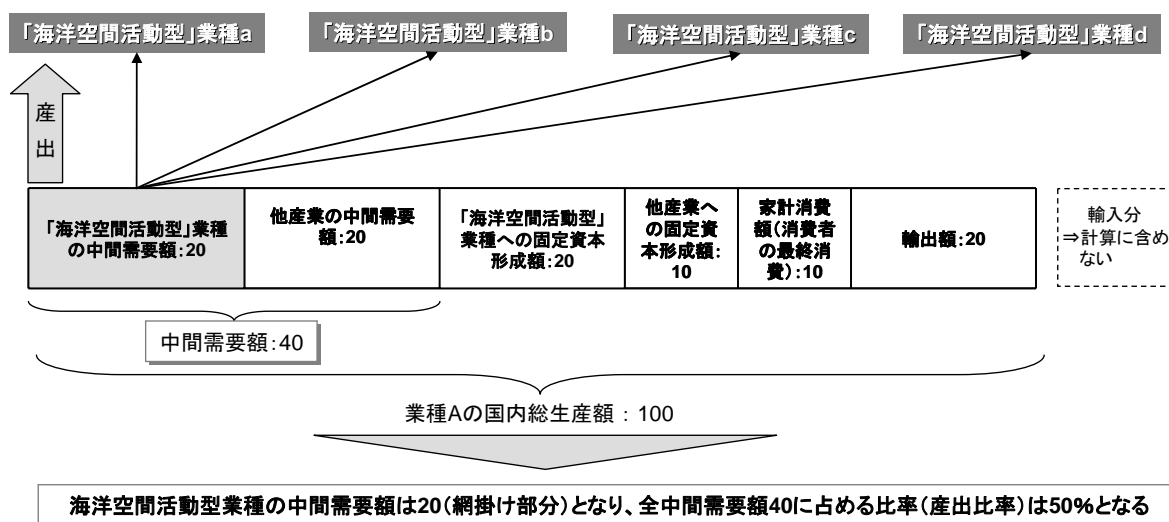 「海洋空間活動型」業種a
「海洋空間活動型」業種b
「海洋空間活動型」業種c
「海洋空間活動型」業種d
産
出
「海洋空間活動型」業種
の中間需要額：20
他産業の中間需要
額：20
「海洋空間活動型」
業種への固定資本
形成額：20
他産業へ
の固定資
本形成額：
10
家計消費
額（消費者
の最終消
費）：10
輸出額：20
輸入分
⇒計算に含め
ない
中間需要額：40
業種Aの国内総生産額 ： 100
海洋空間活動型業種の中間需要額は20（網掛け部分）となり、全中間需要額40に占める比率（産出比率）は50%となる